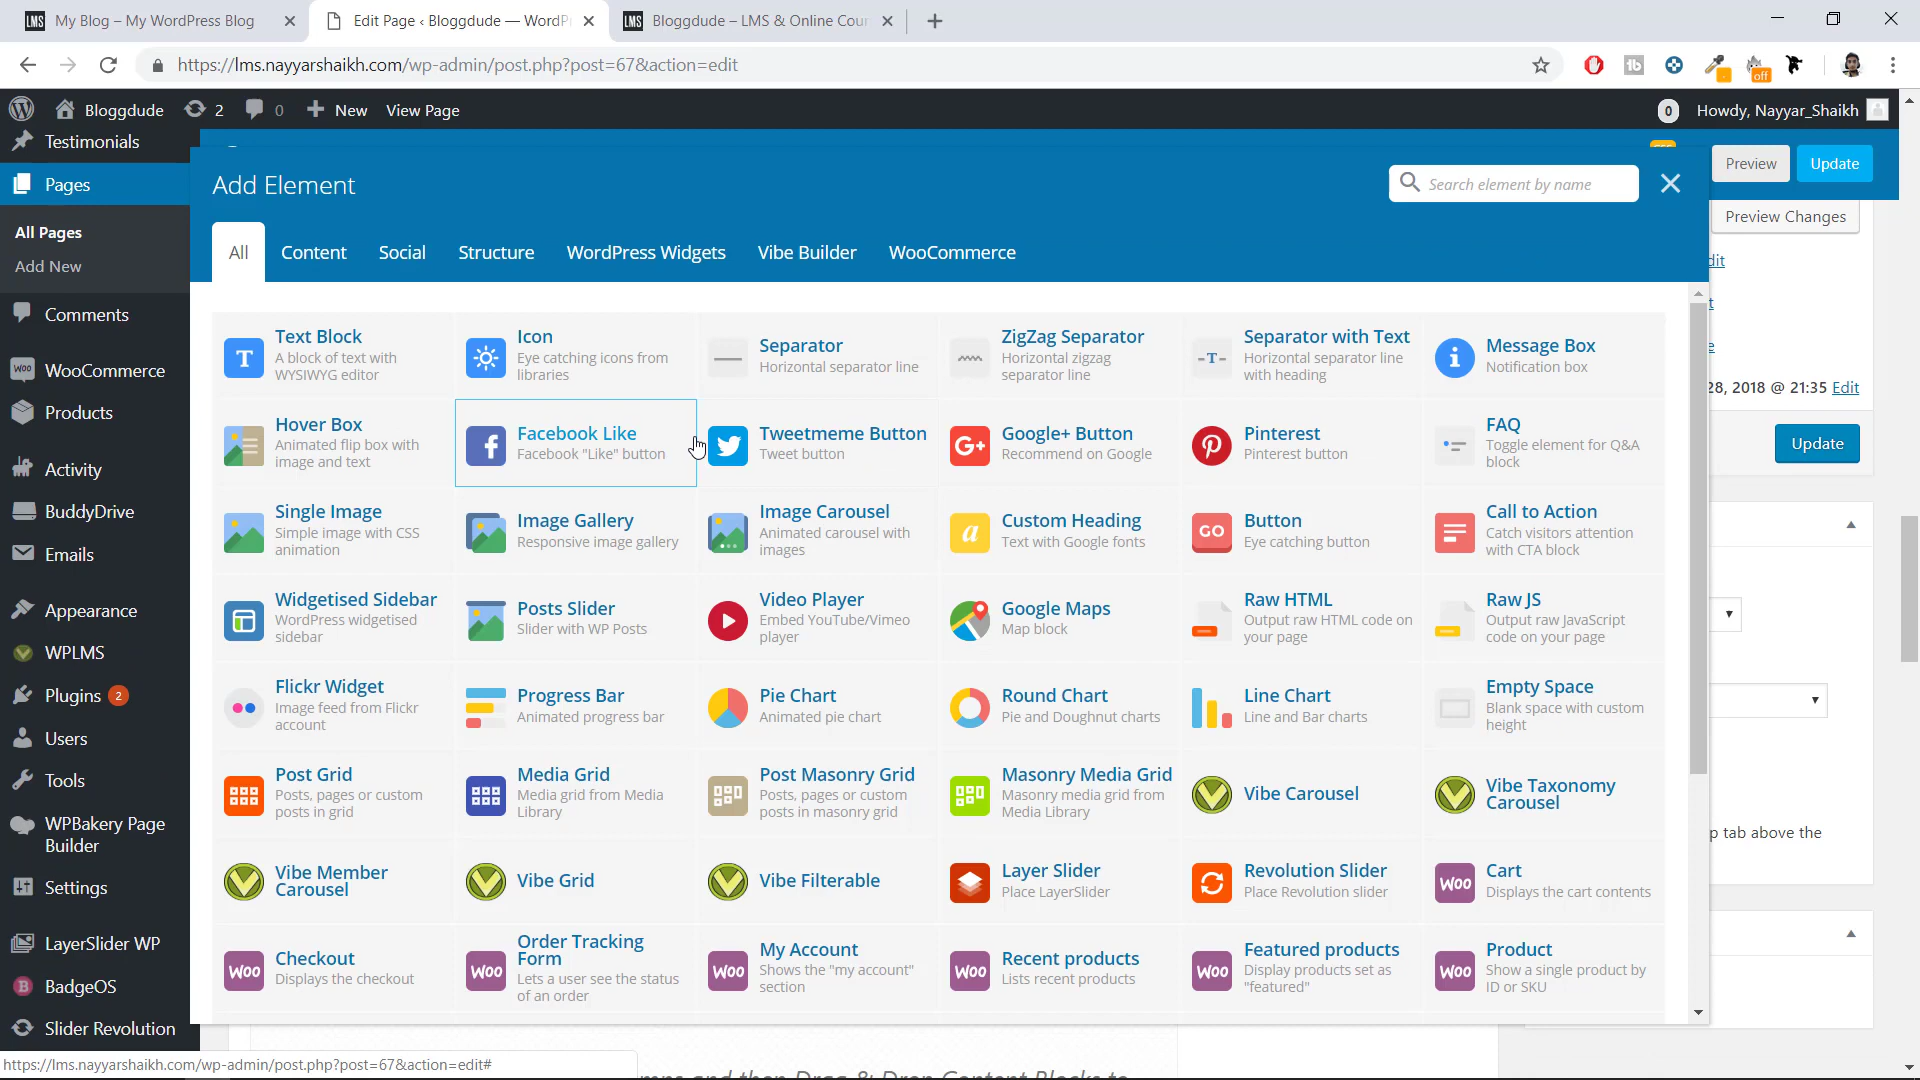 LMS My Blog – My WordPress Blog
Edit Page ‹ Bloggdude — WordP
LMS Bloggdude – LMS & Online Cour
https://lms.nayyarshaikh.com/wp-admin/post.php?post=67&action=edit
off
Bloggdude 2 0 New View Page
0 Howdy, Nayyar_Shaikh
Testimonials
Pages
All Pages
Add New
Comments
WooCommerce
Products
Activity
BuddyDrive
Emails
Appearance
WPLMS
Plugins 2
Users
Tools
WPBakery Page
Builder
Settings
LayerSlider WP
BadgeOS
Slider Revolution
Add Element
Search element by name
Preview Update
Preview Changes
All Content Social Structure WordPress Widgets Vibe Builder WooCommerce
Text Block
A block of text with
WYSIWYG editor
Icon
Eye catching icons from
libraries
Separator
Horizontal separator line
ZigZag Separator
Horizontal zigzag
separator line
Separator with Text
Horizontal separator line
with heading
Message Box
Notification box
Hover Box
Animated flip box with
image and text
Facebook Like
Facebook "Like" button
Tweetmeme Button
Tweet button
Google+ Button
Recommend on Google
Pinterest
Pinterest button
FAQ
Toggle element for Q&A
block
Single Image
Simple image with CSS
animation
Image Gallery
Responsive image gallery
Image Carousel
Animated carousel with
images
Custom Heading
Text with Google fonts
GO
Button
Eye catching button
Call to Action
Catch visitors attention
with CTA block
Widgetised Sidebar
WordPress widgetised
sidebar
Posts Slider
Slider with WP Posts
Video Player
Embed YouTube/Vimeo
player
Google Maps
Map block
Raw HTML
Output raw HTML code on
your page
Raw JS
Output raw JavaScript
code on your page
Flickr Widget
Image feed from Flickr
account
Progress Bar
Animated progress bar
Pie Chart
Animated pie chart
Round Chart
Pie and Doughnut charts
Line Chart
Line and Bar charts
Empty Space
Blank space with custom
height
Post Grid
Posts, pages or custom
posts in grid
Media Grid
Media grid from Media
Library
Post Masonry Grid
Posts, pages or custom
posts in masonry grid
Masonry Media Grid
Masonry media grid from
Media Library
Vibe Carousel
Vibe Taxonomy
Carousel
Vibe Member
Carousel
Vibe Grid
Vibe Filterable
Layer Slider
Place LayerSlider
Revolution Slider
Place Revolution slider
Woo
Cart
Displays the cart contents
Woo
Checkout
Displays the checkout
Woo
Order Tracking
Form
Lets a user see the status
of an order
Woo
My Account
Shows the "my account"
section
Woo
Recent products
Lists recent products
Woo
Featured products
Display products set as
"featured"
Woo
Product
Show a single product by
ID or SKU
dit
28, 2018 @ 21:35 Edit
Update
p tab above the
https://lms.nayyarshaikh.com/wp-admin/post.php?post=67&action=edit#
and then Drag & Drop Content Blocks to